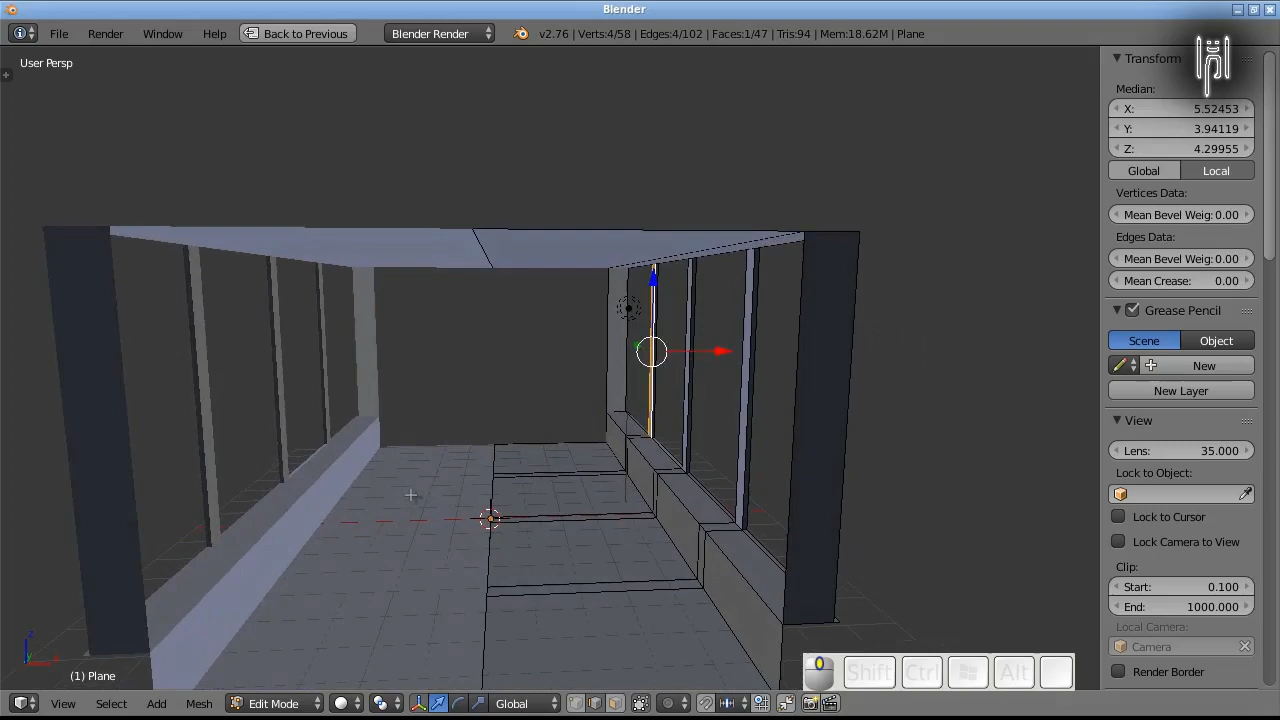 Blender
File Render Window Help Back to Previous Blender Render v2.76 | Verts:4/58 | Edges:4/102 | Faces:1/47 | Tris:94 | Mem:18.62M | Plane
User Persp
Transform
Median:
X: 5.52453
Y: 3.94119
Z: 4.29955
Global Local
Vertices Data:
Mean Bevel Weig: 0.00
Edges Data:
Mean Bevel Weig: 0.00
Mean Crease: 0.00
Grease Pencil
Scene Object
New
New Layer
View
Lens: 35.000
Lock to Object:
Lock to Cursor
Lock Camera to View
Clip:
Start: 0.100
End: 1000.000
Local Camera:
Camera
Render Border
z
x
(1) Plane
Shift Ctrl Alt
View Select Add Mesh Edit Mode Global